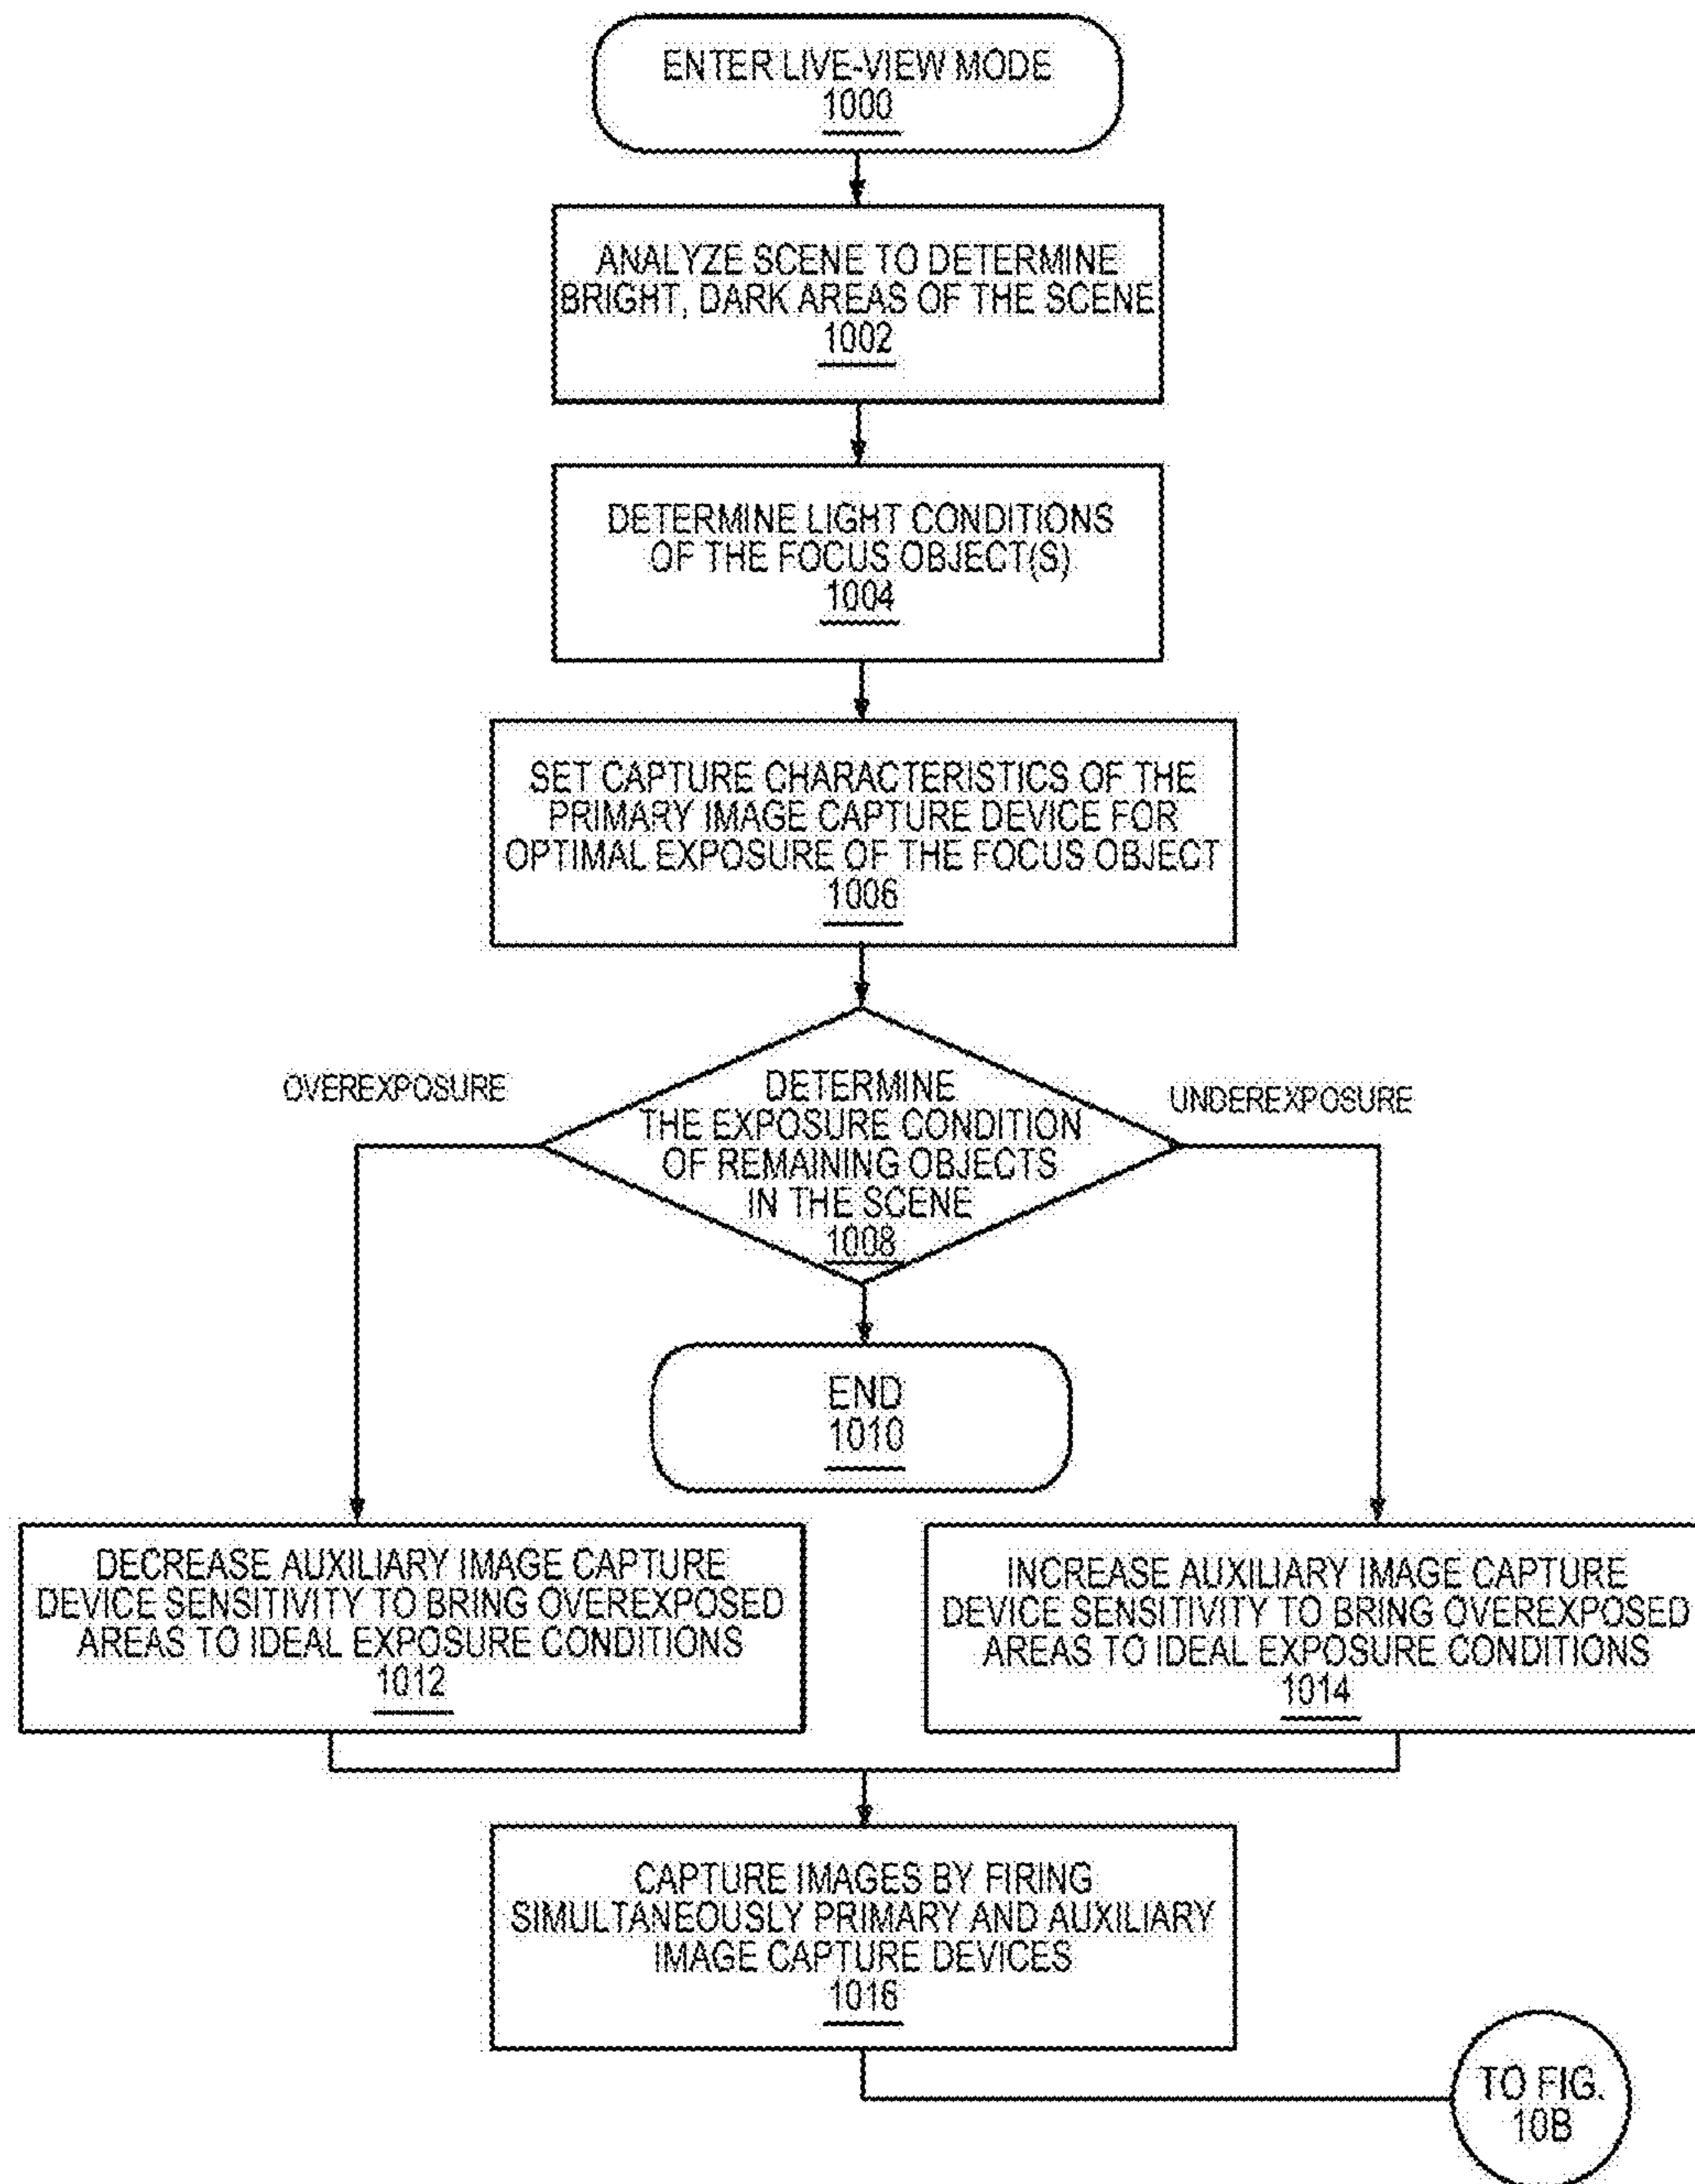 ENTER LIVE-VIEW MODE
1000
ANALYZE SCENE TO DETERMINE
BRIGHT, DARK AREAS OF THE SCENE
1002
DETERMINE LIGHT CONDITIONS
OF THE FOCUS OBJECT(S)
1004
SET CAPTURE CHARACTERISTICS OF THE
PRIMARY IMAGE CAPTURE DEVICE FOR
OPTIMAL EXPOSURE OF THE FOCUS OBJECT
1006
OVEREXPOSURE
DETERMINE
THE EXPOSURE CONDITION
OF REMAINING OBJECTS
IN THE SCENE
1008
UNDEREXPOSURE
END
1010
DECREASE AUXILIARY IMAGE CAPTURE
DEVICE SENSITIVITY TO BRING OVEREXPOSED
AREAS TO IDEAL EXPOSURE CONDITIONS
1012
INCREASE AUXILIARY IMAGE CAPTURE
DEVICE SENSITIVITY TO BRING OVEREXPOSED
AREAS TO IDEAL EXPOSURE CONDITIONS
1014
CAPTURE IMAGES BY FIRING
SIMULTANEOUSLY PRIMARY AND AUXILIARY
IMAGE CAPTURE DEVICES
1016
TO FIG.
10B